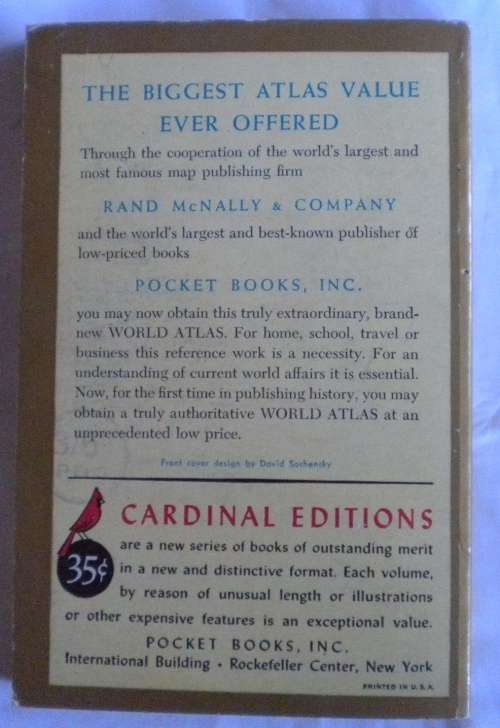 THE BIGGEST ATLAS VALUE
EVER OFFERED
Through the cooperation of the world's largest and
most famous map publishing firm
RAND McNALLY & COMPANY
and the world's largest and best-known publisher of
low-priced books
POCKET BOOKS, INC.
you may now obtain this truly extraordinary, brand-
new WORLD ATLAS. For home, school, travel or
business this reference work is a necessity. For an
understanding of current world affairs it is essential.
Now, for the first time in publishing history, you may
obtain a truly authoritative WORLD ATLAS at an
unprecedented low price.
Front cover design by David
CARDINAL EDITIONS
are a new series of books of outstanding merit
35¢ in a new and distinctive format. Each volume,
by reason of unusual length or illustrations
or other expensive features is an exceptional value.
POCKET BOOKS, INC.
International Building • Rockefeller Center, New York
PRINTED IN U.S.A.